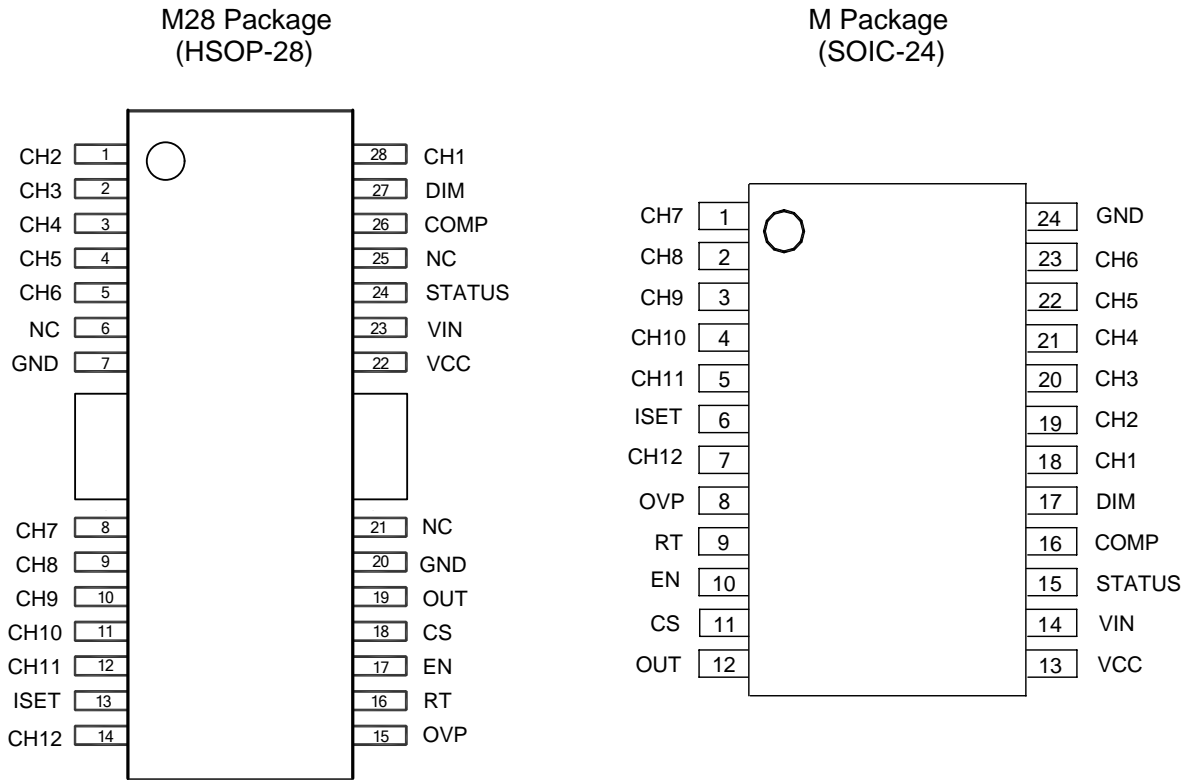 M28 Package
(HSOP-28)
CH2 1
CH3 2
CH4 3
CH5 4
CH6 5
NC 6
GND 7
CH7 8
CH8 9
CH9 10
CH10 11
CH11 12
ISET 13
CH12 14
28 CH1
27 DIM
26 COMP
25 NC
24 STATUS
23 VIN
22 VCC
21 NC
20 GND
19 OUT
18 CS
17 EN
16 RT
15 OVP
M Package
(SOIC-24)
CH7 1
CH8 2
CH9 3
CH10 4
CH11 5
ISET 6
CH12 7
OVP 8
RT 9
EN 10
CS 11
OUT 12
24 GND
23 CH6
22 CH5
21 CH4
20 CH3
19 CH2
18 CH1
17 DIM
16 COMP
15 STATUS
14 VIN
13 VCC